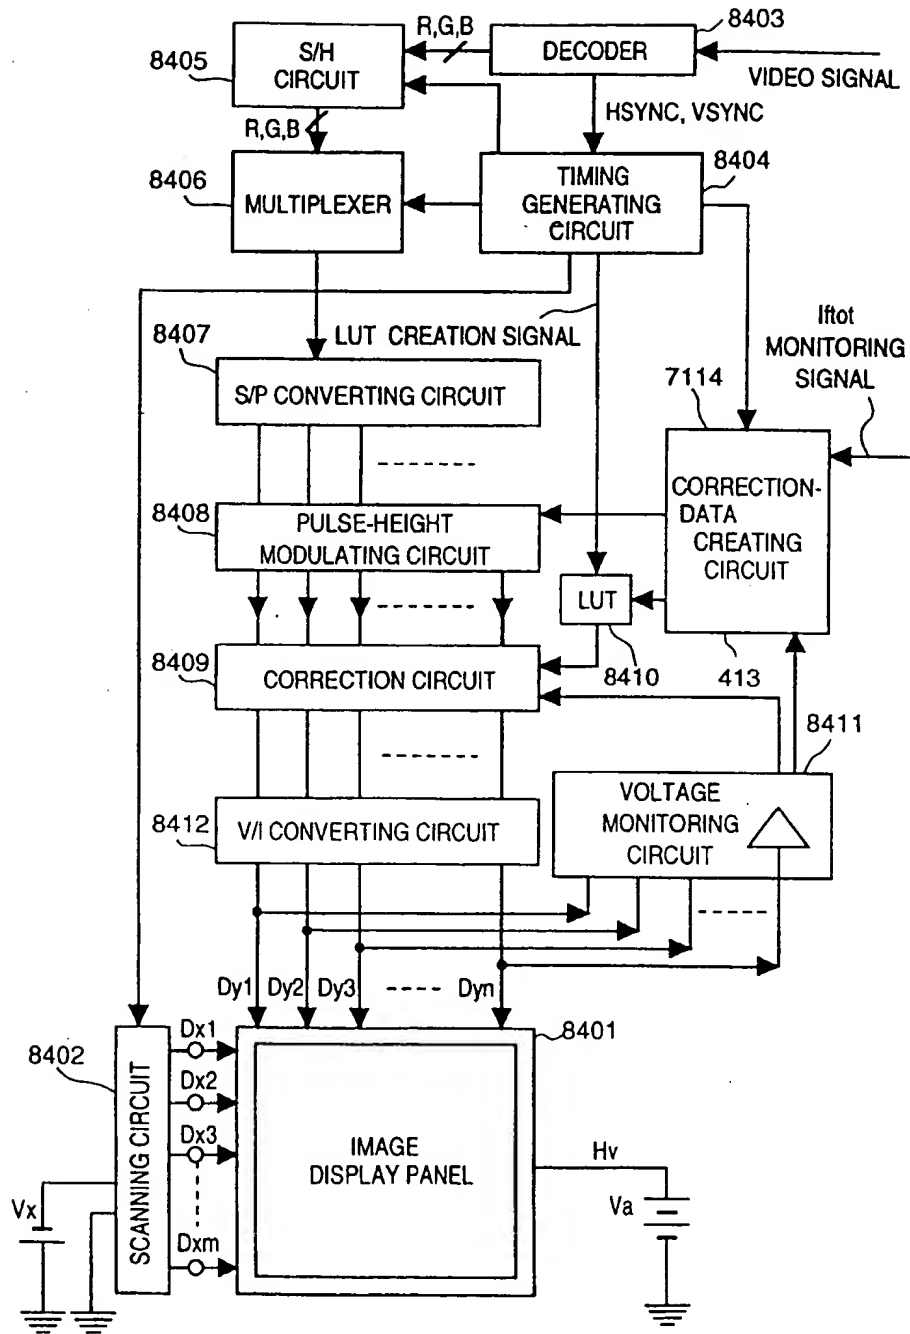 R,G,B
8403
S/H
CIRCUIT
8405
DECODER
VIDEO SIGNAL
R,G,B
HSYNC, VSYNC
8406
MULTIPLEXER
TIMING
GENERATING
CIRCUIT
8404
8407
LUT CREATION SIGNAL
Iftot
MONITORING
SIGNAL
7114
S/P CONVERTING CIRCUIT
8408
PULSE-HEIGHT
MODULATING CIRCUIT
CORRECTION-
DATA
CREATING
CIRCUIT
LUT
8409
CORRECTION CIRCUIT
8410
413
8411
8412
V/I CONVERTING CIRCUIT
VOLTAGE
MONITORING
CIRCUIT
Dy1
Dy2
Dy3
Dyn
8401
8402
SCANNING CIRCUIT
Dx1
Dx2
Dx3
Dxm
IMAGE
DISPLAY PANEL
Hv
Vx
Va